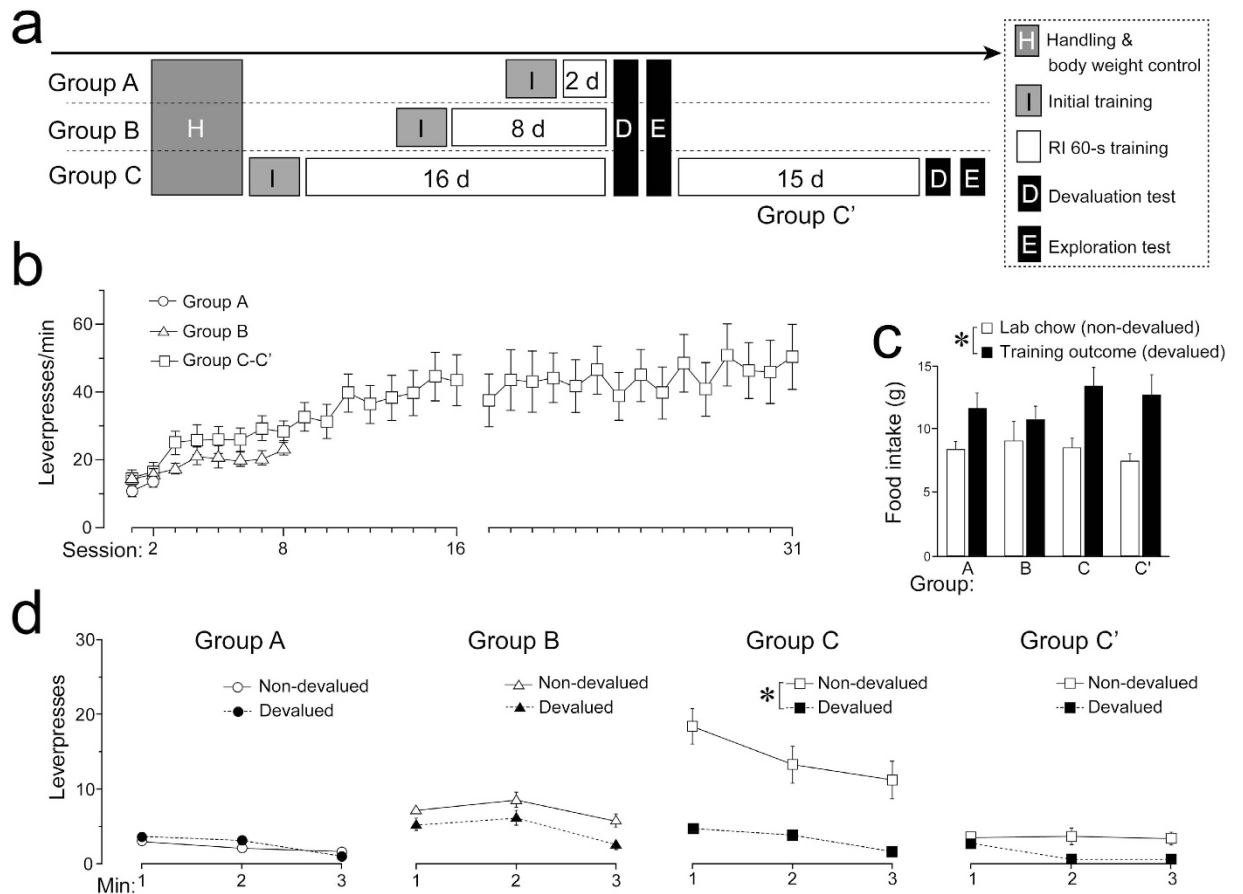 a
Group A
Group B
Group C
H
I
2 d
I
8 d
I
16 d
D
E
15 d
D
E
Group C'
H Handling &
body weight control
I Initial training
RI 60-s training
D Devaluation test
E Exploration test
b
Leverpresses/min
60
40
20
0
Group A
Group B
Group C-C'
Session: 2 8 16 31
c
* Lab chow (non-devalued)
Training outcome (devalued)
Food intake (g)
15
10
5
0
A B C C'
Group:
d
Leverpresses
30
20
10
0
Group A
Non-devalued
Devalued
Group B
Non-devalued
Devalued
Group C
* Non-devalued
Devalued
Group C'
Non-devalued
Devalued
Min: 1 2 3 1 2 3 1 2 3 1 2 3